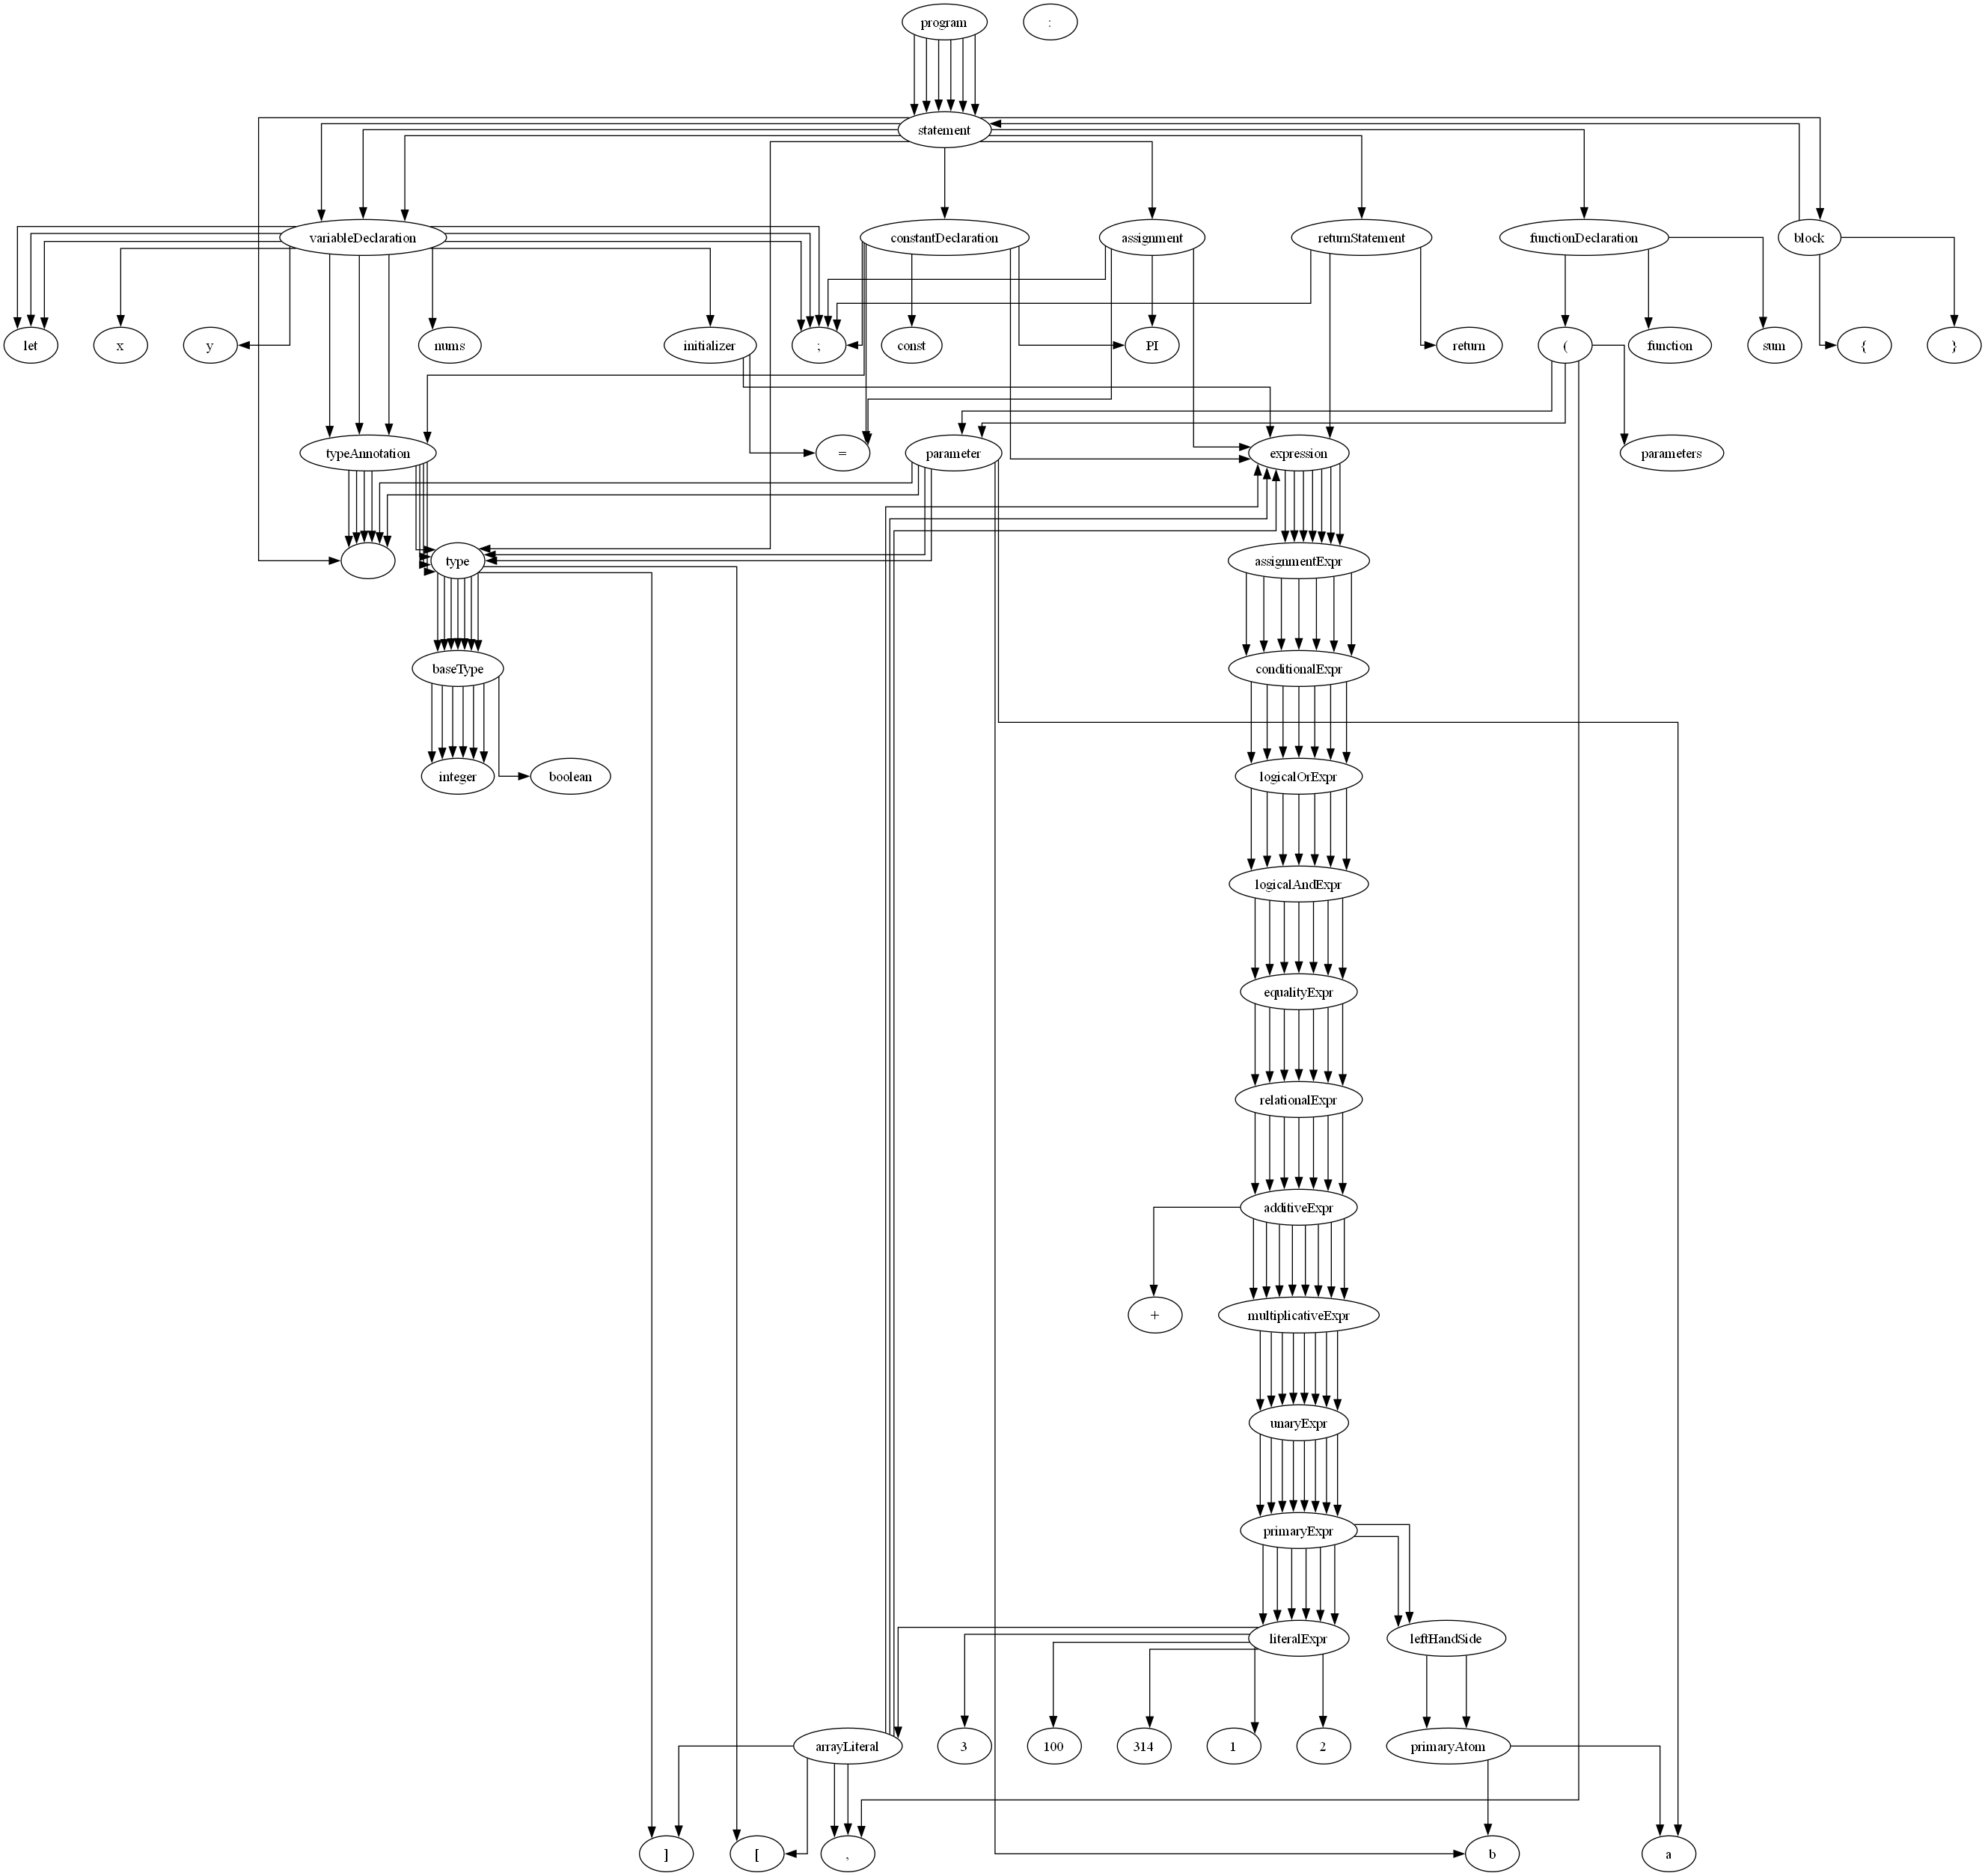 program :
statement
variableDeclaration constantDeclaration assignment returnStatement functionDeclaration block
let x y nums initializer ; const PI return ( function sum { }
typeAnnotation = parameter expression parameters
type assignmentExpr
baseType conditionalExpr
integer boolean logicalOrExpr
logicalAndExpr
equalityExpr
relationalExpr
additiveExpr
+ multiplicativeExpr
unaryExpr
primaryExpr
literalExpr leftHandSide
arrayLiteral 3 100 314 1 2 primaryAtom
] [ , b a